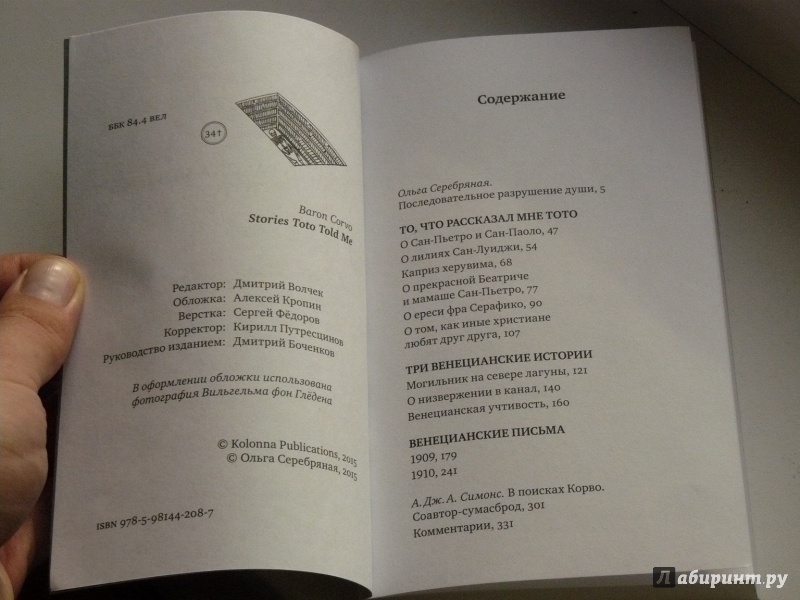 ББК 84.4 ВЕЛ
34†
Baron Corvo
Stories Toto Told Me
Редактор: Дмитрий Волчек
Обложка: Алексей Кропин
Верстка: Сергей Фёдоров
Корректор: Кирилл Путресцинов
Руководство изданием: Дмитрий Боченков
В оформлении обложки использована
фотография Вильгельма фон Глёдена
© Kolonna Publications, 2015
© Ольга Серебряная, 2015
ISBN 978-5-98144-208-7
Содержание
Ольга Серебряная.
Последовательное разрушение души, 5
ТО, ЧТО РАССКАЗАЛ МНЕ ТОТО
О Сан-Пьетро и Сан-Паоло, 47
О лилиях Сан-Луиджи, 54
Каприз херувима, 68
О прекрасной Беатриче
и мамаше Сан-Пьетро, 77
О ереси фра Серафико, 90
О том, как иные христиане
любят друг друга, 107
ТРИ ВЕНЕЦИАНСКИЕ ИСТОРИИ
Могильник на севере лагуны, 121
О низвержении в канал, 140
Венецианская учтивость, 160
ВЕНЕЦИАНСКИЕ ПИСЬМА
1909, 179
1910, 241
А. Дж. А. Симонс. В поисках Корво.
Соавтор-сумасброд, 301
Комментарии, 331
Лабиринт.ру